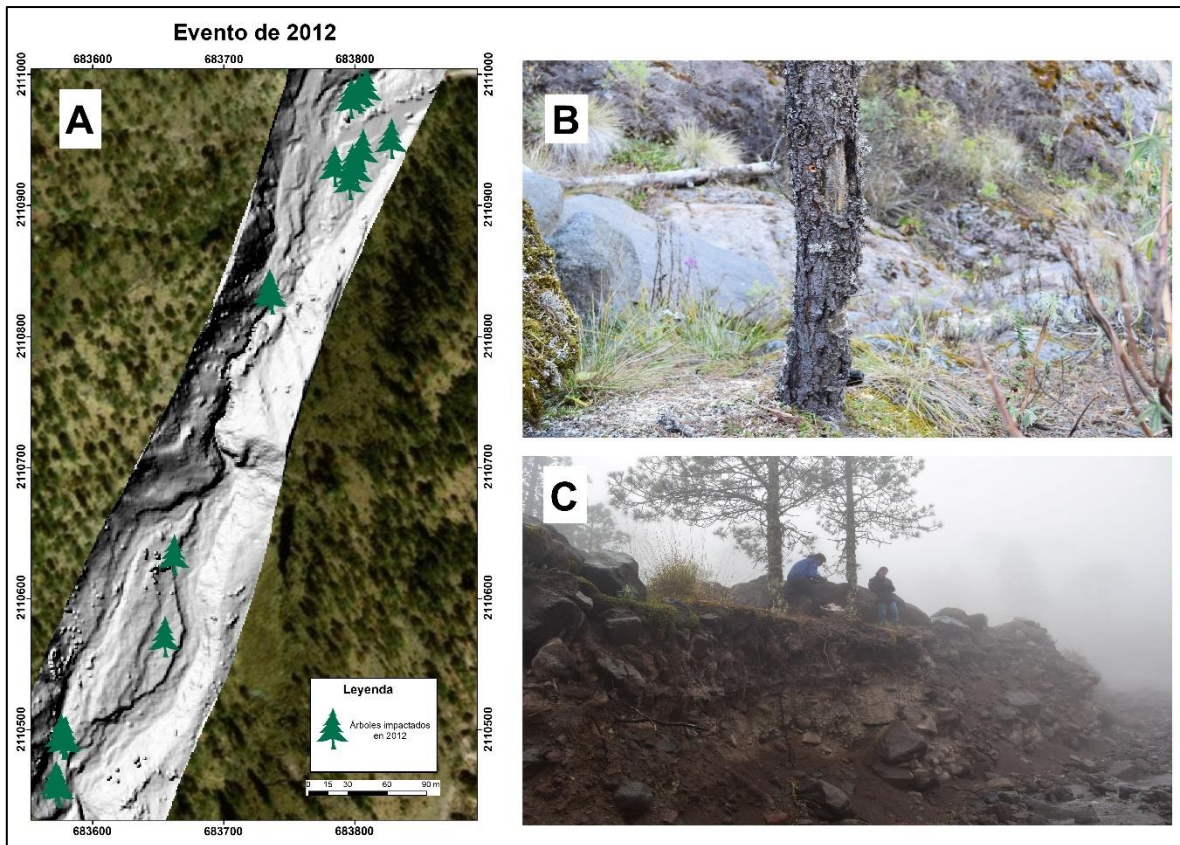 Evento de 2012
683600 683700 683800
A
2111000 2111000
2110900 2110900
2110800 2110800
2110700 2110700
2110600 2110600
2110500 2110500
Leyenda
Árboles impactados
en 2012
0 15 30 60 90 m
683600 683700 683800
B
C